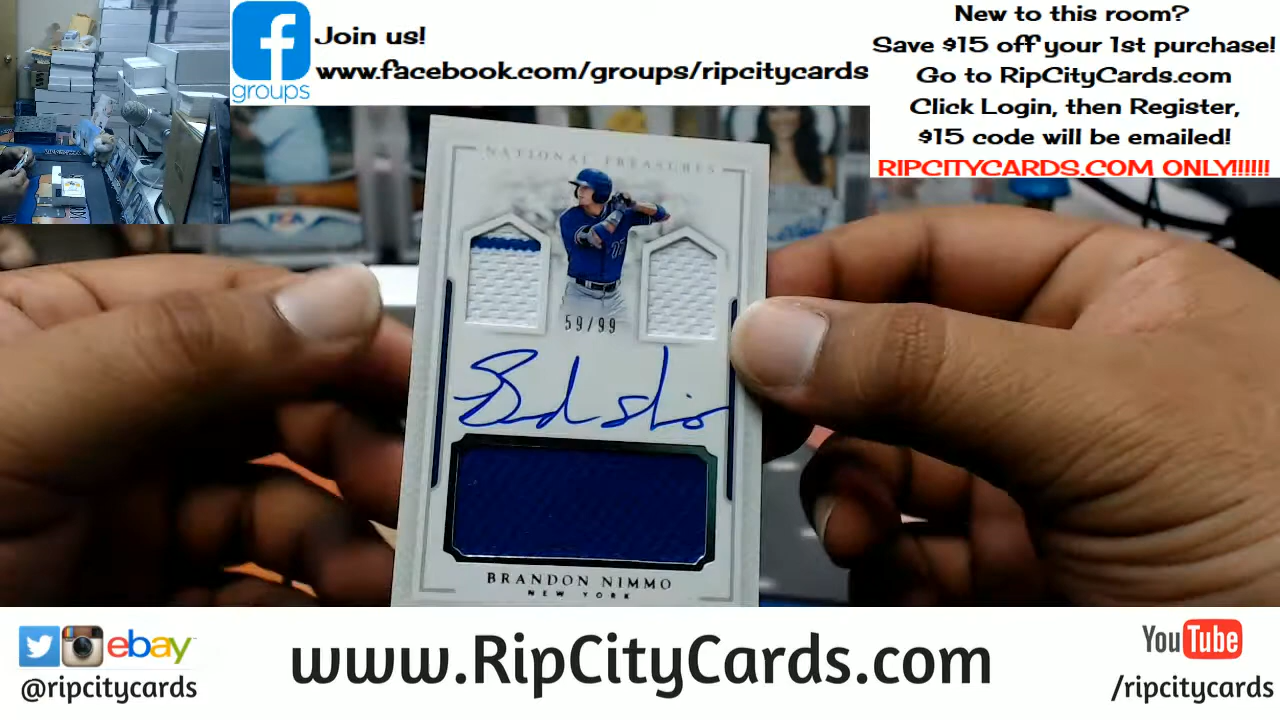 Join us!
www.facebook.com/groups/ripcitycards
groups
New to this room?
Save $15 off your 1st purchase!
Go to RipCityCards.com
Click Login, then Register,
$15 code will be emailed!
RIPCITYCARDS.COM ONLY!!!!!!
NATIONAL TREASURES
59/99
BRANDON NIMMO
NEW YORK
ebay
@ripcitycards
www.RipCityCards.com
YouTube
/ripcitycards